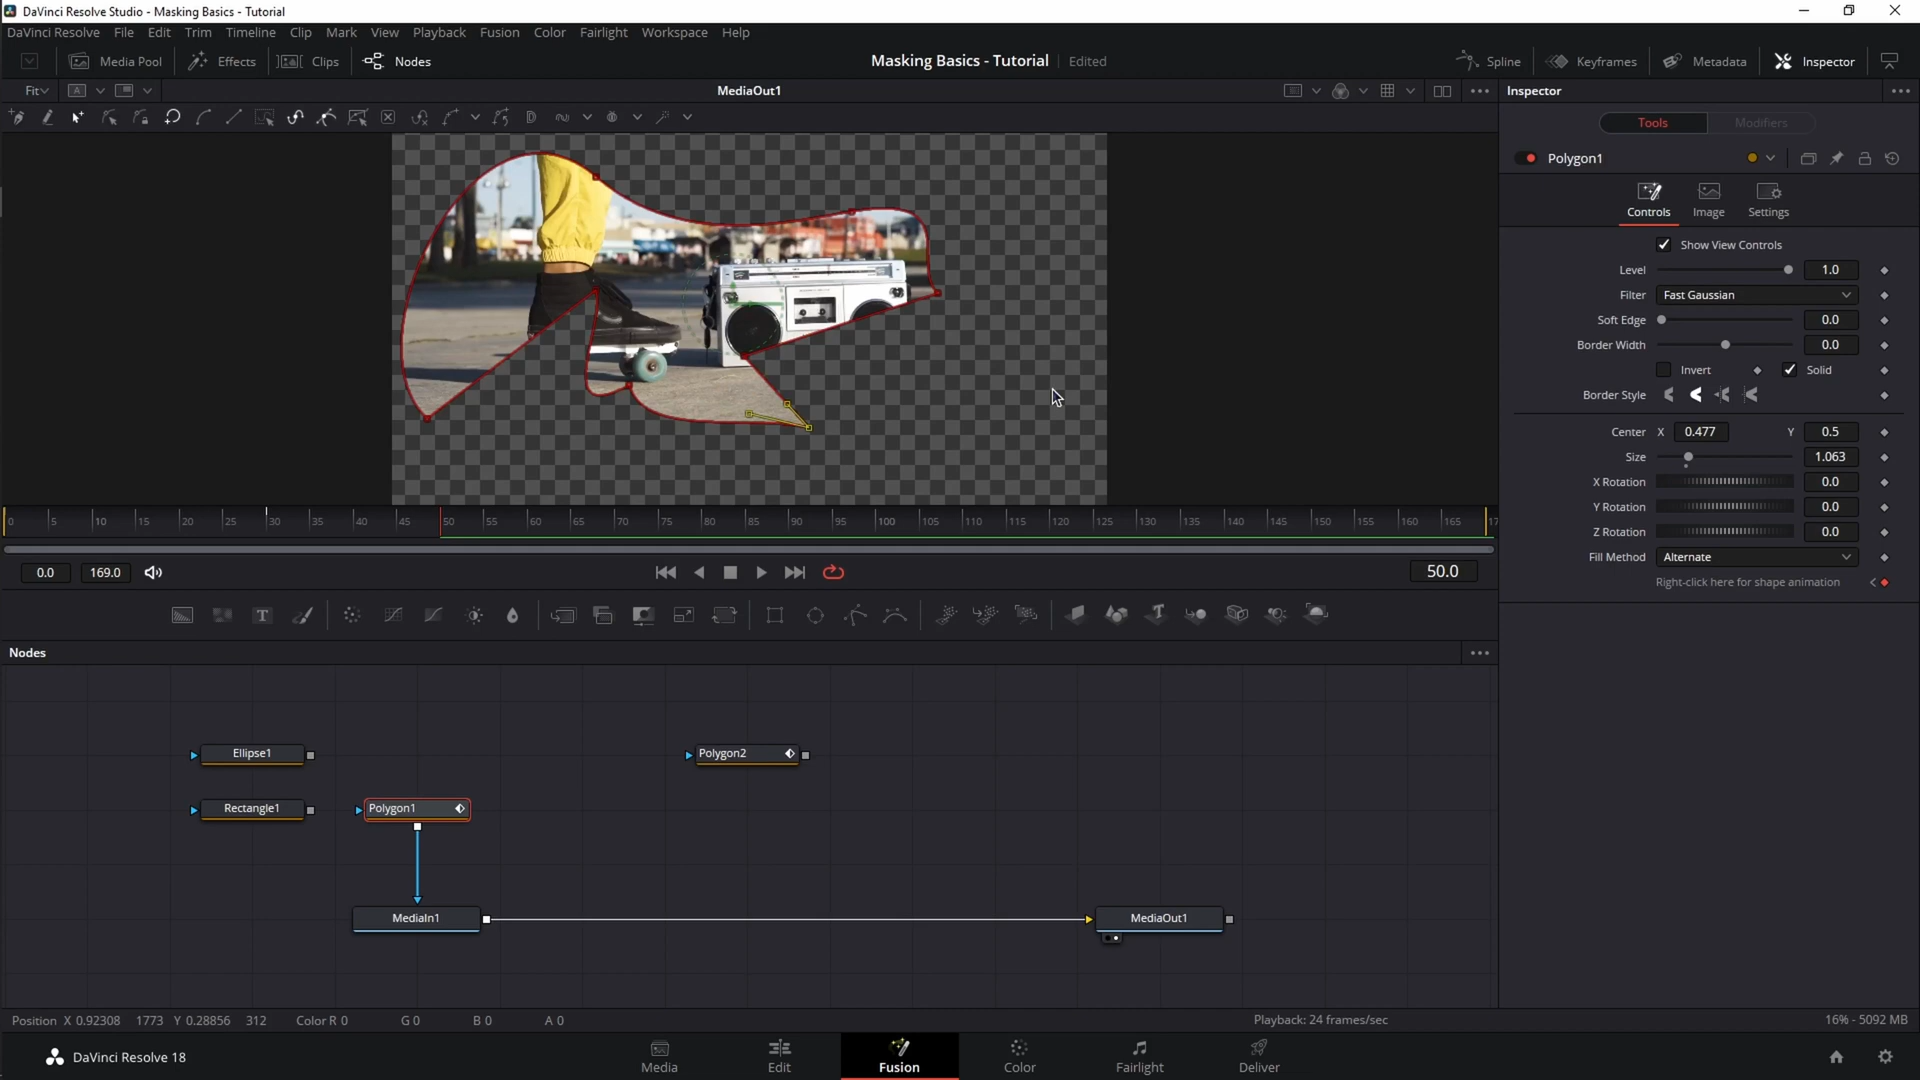 DaVinci Resolve Studio - Masking Basics - Tutorial
DaVinci Resolve File Edit Trim Timeline Clip Mark View Playback Fusion Color Fairlight Workspace Help
Media Pool Effects Clips Nodes Masking Basics - Tutorial Edited Spline Keyframes Metadata Inspector
Fit A MediaOut1 Inspector
Tools Modifiers
Polygon1
Controls Image Settings
Show View Controls
Level 1.0
Filter Fast Gaussian
Soft Edge 0.0
Border Width 0.0
Invert Solid
Border Style
Center X 0.477 Y 0.5
Size 1.063
X Rotation 0.0
Y Rotation 0.0
Z Rotation 0.0
Fill Method Alternate
Right-click here for shape animation
0 5 10 15 20 25 30 35 40 45 50 55 60 65 70 75 80 85 90 95 100 105 110 115 120 125 130 135 140 145 150 155 160 165 17
0.0 169.0 50.0
Nodes
Ellipse1 Polygon2
Rectangle1 Polygon1
MediaIn1 MediaOut1
Position X 0.92308 1773 Y 0.28856 312 Color R 0 G 0 B 0 A 0 Playback: 24 frames/sec 16% - 5092 MB
DaVinci Resolve 18 Media Edit Fusion Color Fairlight Deliver